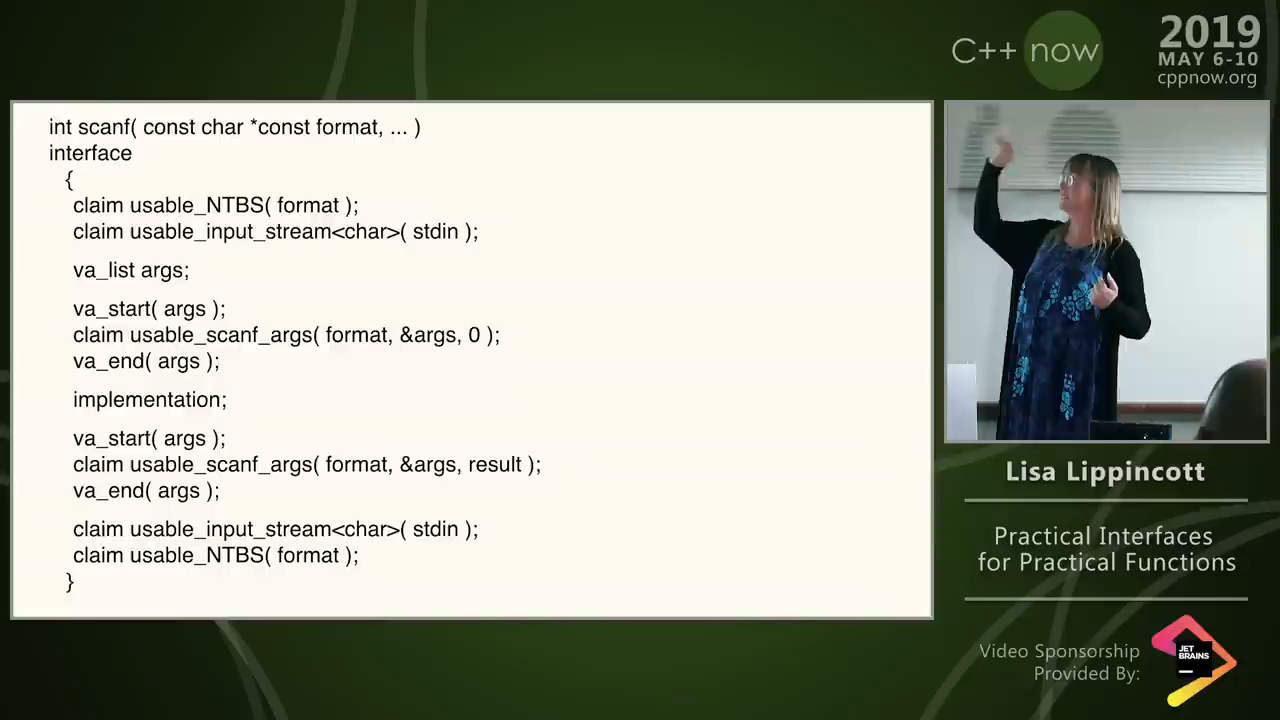 C++ now
2019
MAY 6-10
cppnow.org
int scanf( const char *const format, ... )
interface
{
claim usable_NTBS( format );
claim usable_input_stream<char>( stdin );
va_list args;
va_start( args );
claim usable_scanf_args( format, &args, 0 );
va_end( args );
implementation;
va_start( args );
claim usable_scanf_args( format, &args, result );
va_end( args );
claim usable_input_stream<char>( stdin );
claim usable_NTBS( format );
}
Lisa Lippincott
Practical Interfaces
for Practical Functions
Video Sponsorship
Provided By:
JET
BRAINS